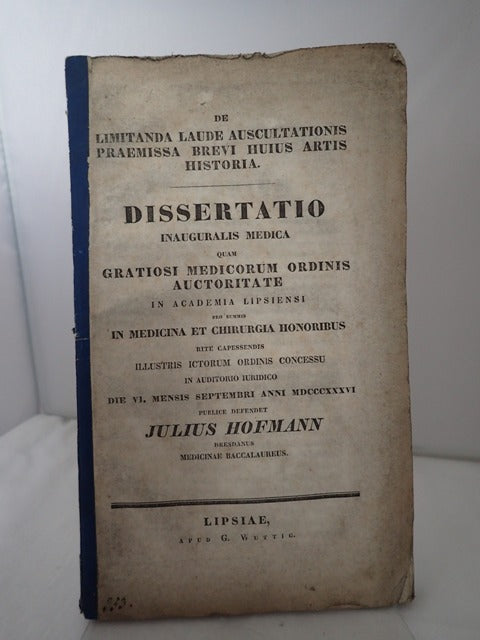 DE
LIMITANDA LAUDE AUSCULTATIONIS
PRAEMISSA BREVI HUIUS ARTIS
HISTORIA.
DISSERTATIO
INAUGURALIS MEDICA
QUAM
GRATIOSI MEDICORUM ORDINIS
AUCTORITATE
IN ACADEMIA LIPSIENSI
PRO SUMMIS
IN MEDICINA ET CHIRURGIA HONORIBUS
RITE CAPESSENDIS
ILLUSTRIS ICTORUM ORDINIS CONCESSU
IN AUDITORIO IURIDICO
DIE VI. MENSIS SEPTEMBRI ANNI MDCCCXXXVI
PUBLICE DEFENDET
JULIUS HOFMANN
DRESDANUS
MEDICINAE BACCALAUREUS.
LIPSIAE,
APUD G. WUTTIG.